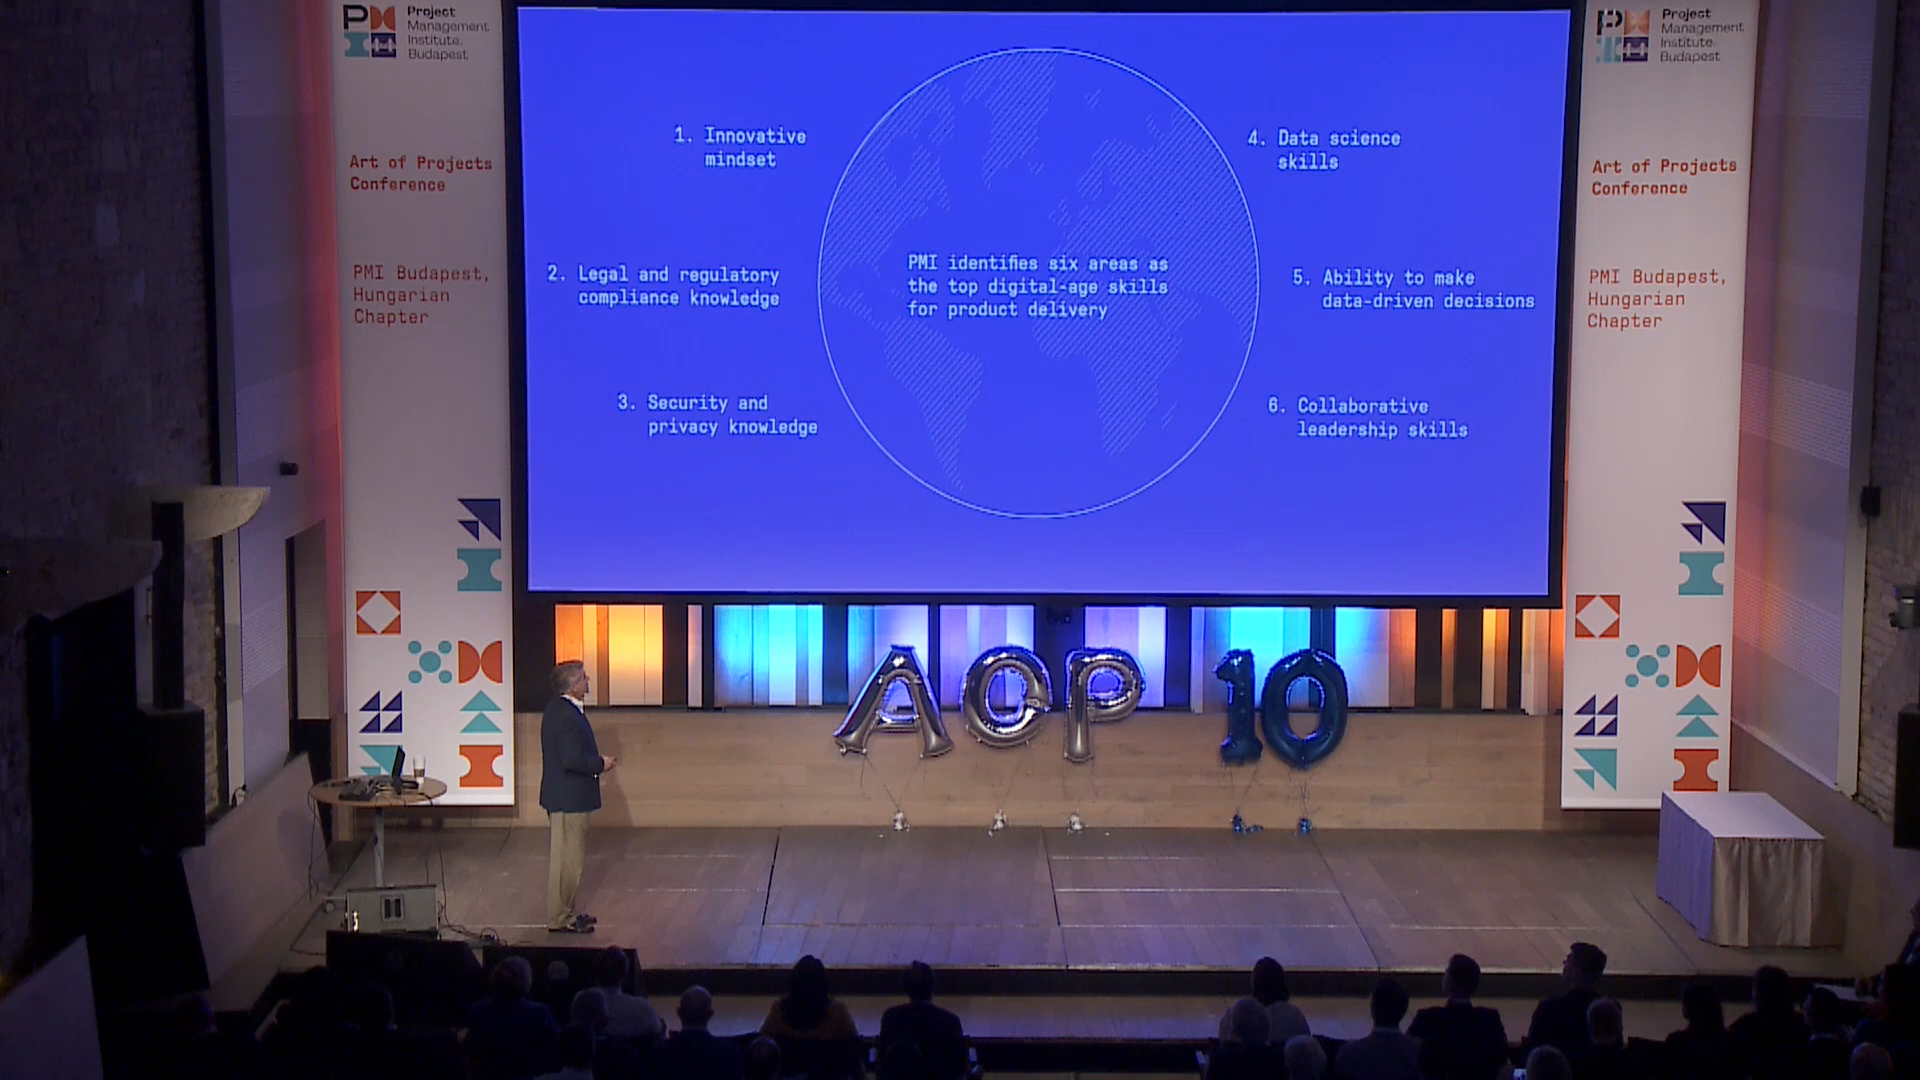 Project
Management
Institute.
Budapest
Art of Projects
Conference
PMI Budapest,
Hungarian
Chapter
1. Innovative
mindset
2. Legal and regulatory
compliance knowledge
3. Security and
privacy knowledge
PMI identifies six areas as
the top digital-age skills
for product delivery
4. Data science
skills
5. Ability to make
data-driven decisions
6. Collaborative
leadership skills
Project
Management
Institute.
Budapest
Art of Projects
Conference
PMI Budapest,
Hungarian
Chapter
AOP 10